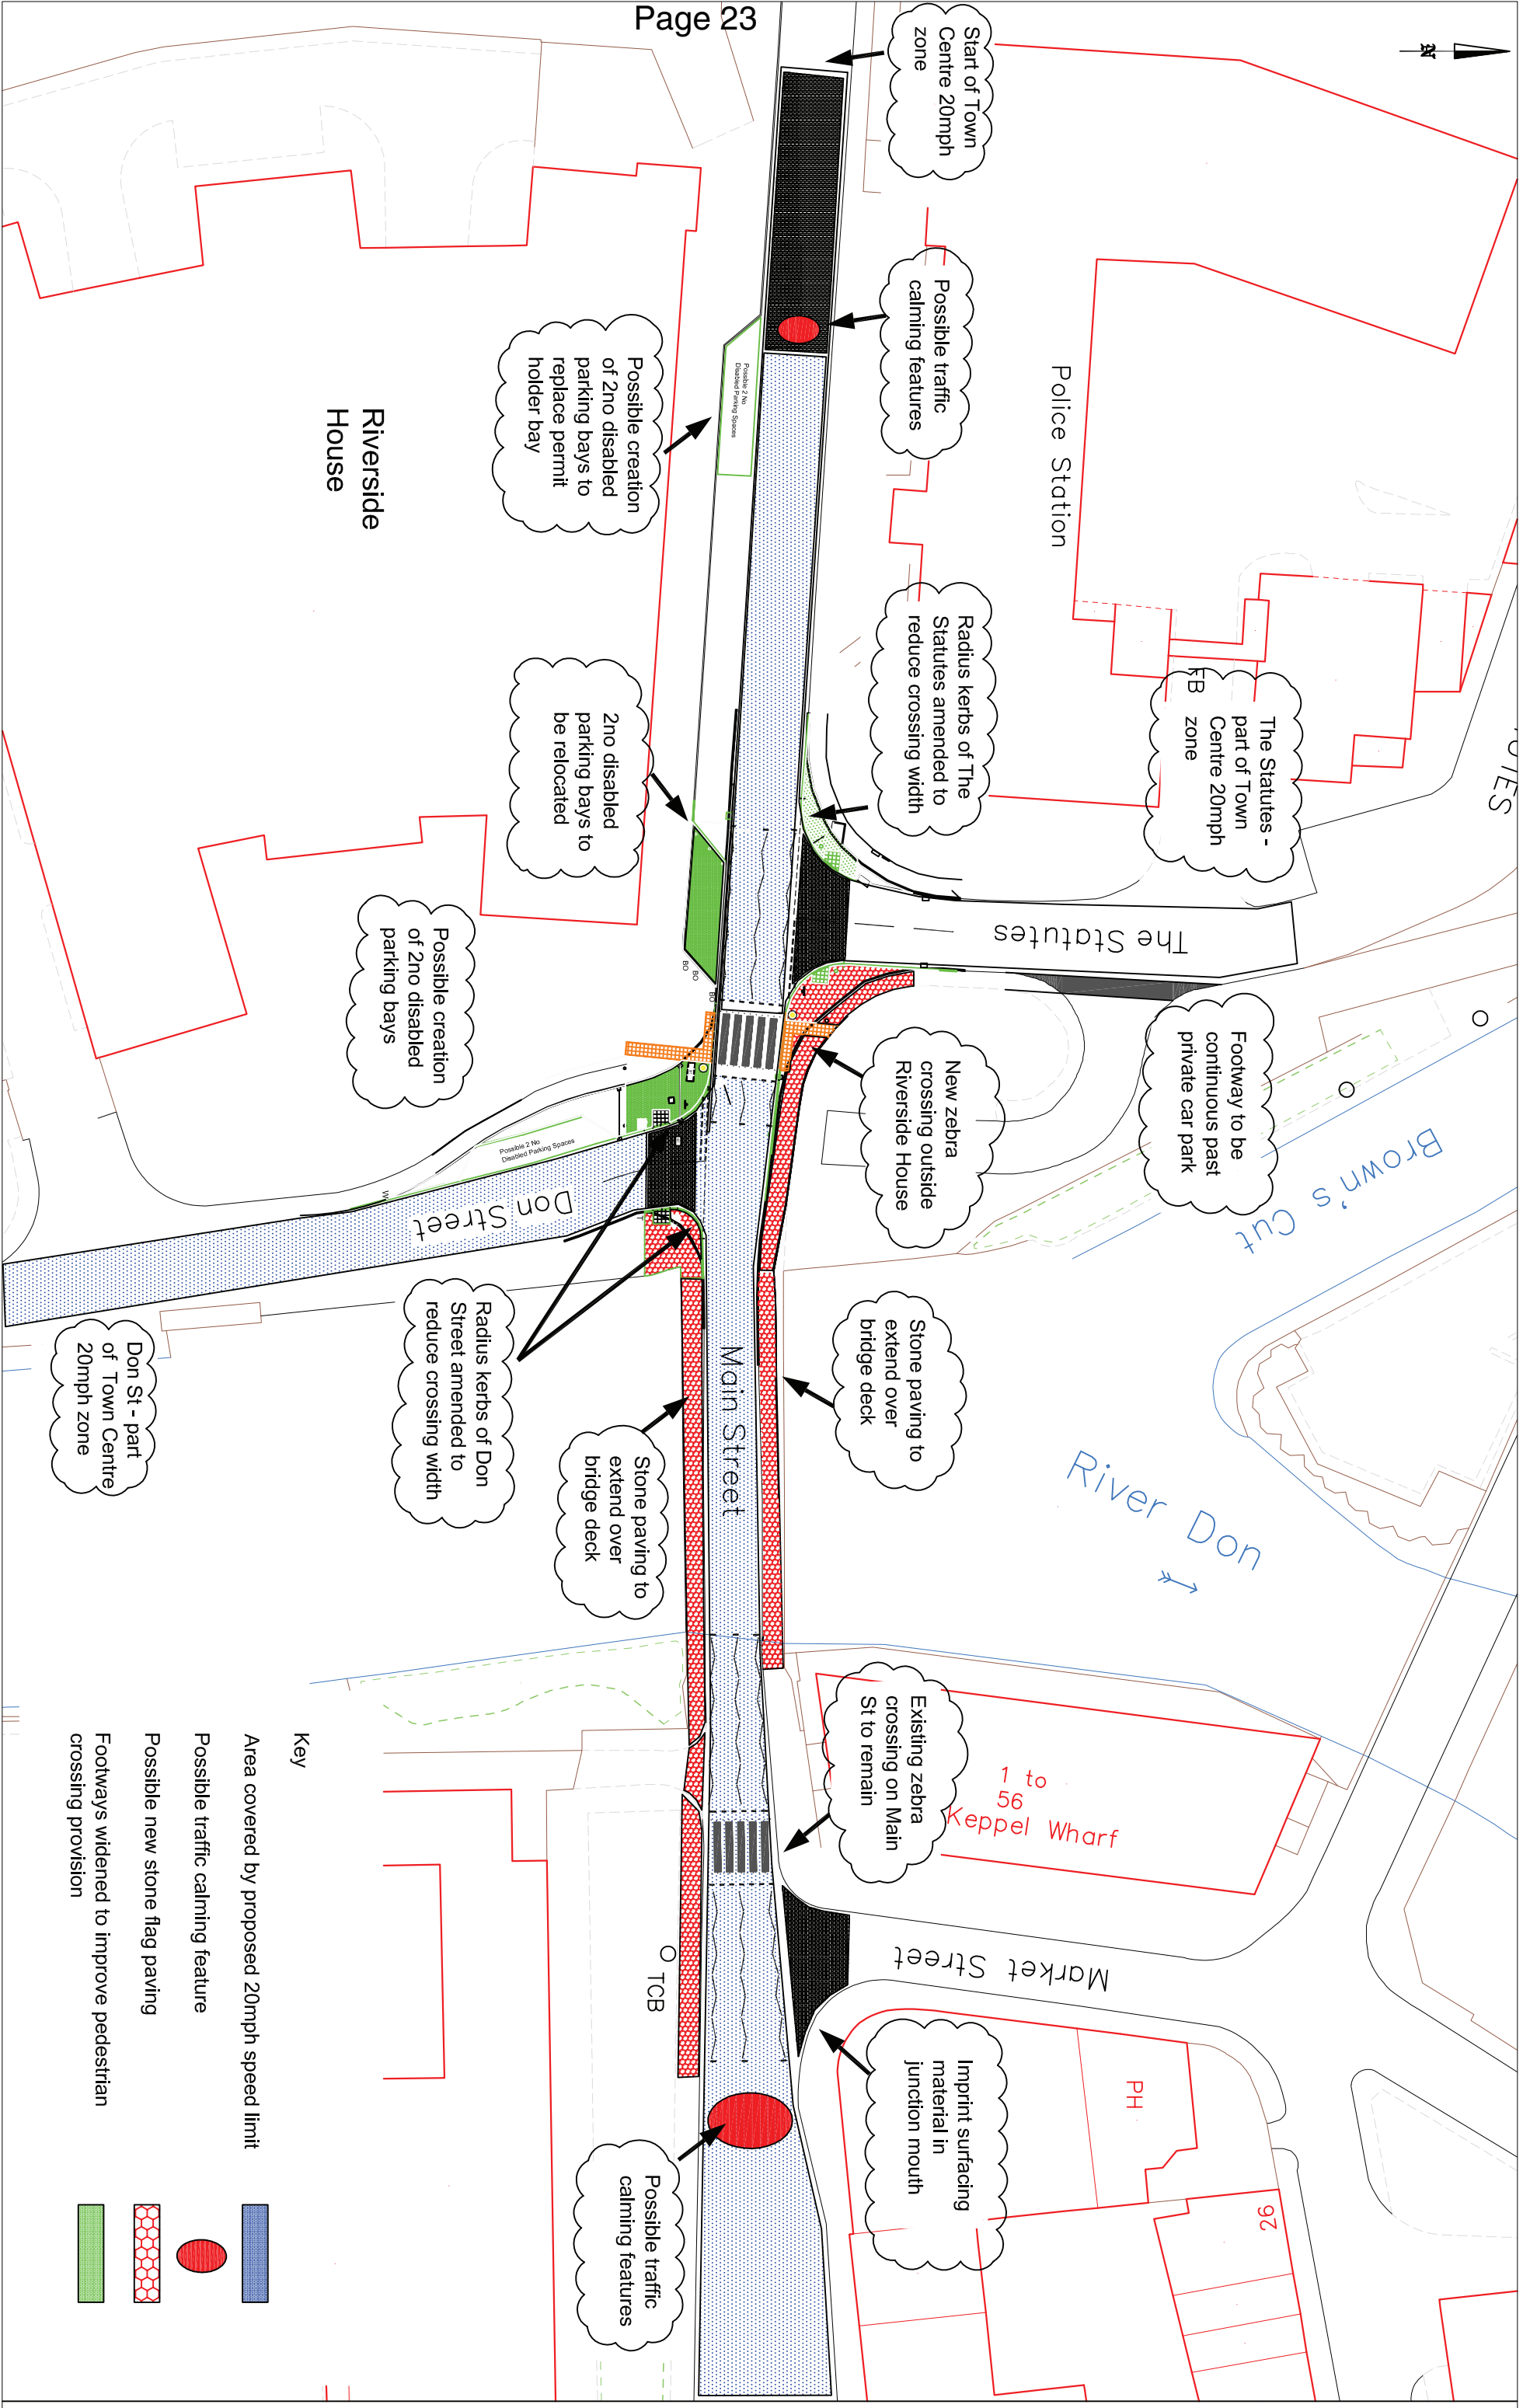 Page 23
N
Start of Town
Centre 20mph
zone
Possible traffic
calming features
Police Station
Radius kerbs of The
Statutes amended to
reduce crossing width
FB
The Statutes -
part of Town
Centre 20mph
zone
The Statutes
Footway to be
continuous past
private car park
New zebra
crossing outside
Riverside House
Brown's Cut
River Don
Stone paving to
extend over
bridge deck
Existing zebra
crossing on Main
St to remain
1 to
56
Keppel Wharf
Market Street
Imprint surfacing
material in
junction mouth
PH
26
Possible 2 No
Disabled Parking Spaces
Possible creation
of 2no disabled
parking bays to
replace permit
holder bay
Riverside
House
2no disabled
parking bays to
be relocated
BO
BO
BO
Possible creation
of 2no disabled
parking bays
Possible 2 No
Disabled Parking Spaces
Don Street
Main Street
Radius kerbs of Don
Street amended to
reduce crossing width
Don St - part
of Town Centre
20mph zone
Stone paving to
extend over
bridge deck
TCB
Possible traffic
calming features
Key
Area covered by proposed 20mph speed limit
Possible traffic calming feature
Possible new stone flag paving
Footways widened to improve pedestrian
crossing provision